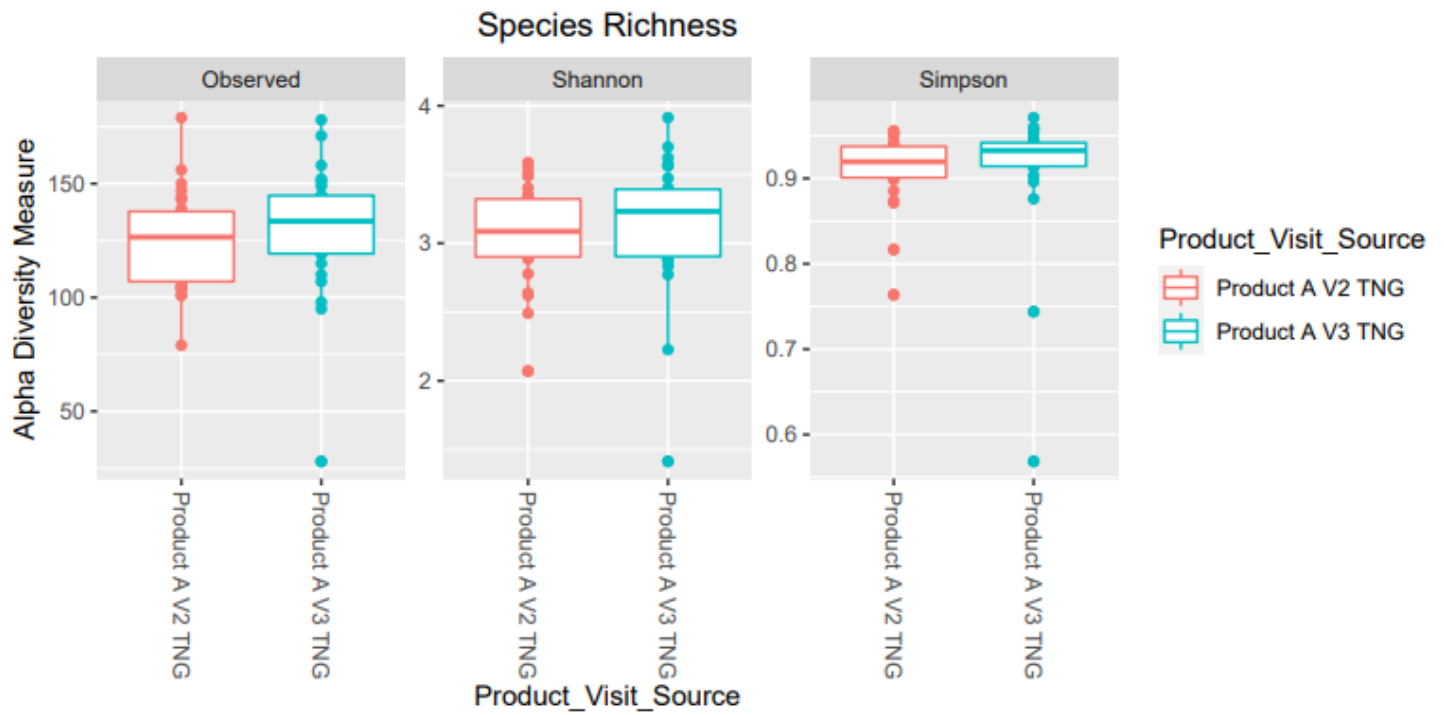 Species Richness
Observed
Shannon
Simpson
Alpha Diversity Measure
150
100
50
4
3
2
0.9
0.8
0.7
0.6
Product A V2 TNG
Product A V3 TNG
Product A V2 TNG
Product A V3 TNG
Product A V2 TNG
Product A V3 TNG
Product_Visit_Source
Product_Visit_Source
Product A V2 TNG
Product A V3 TNG